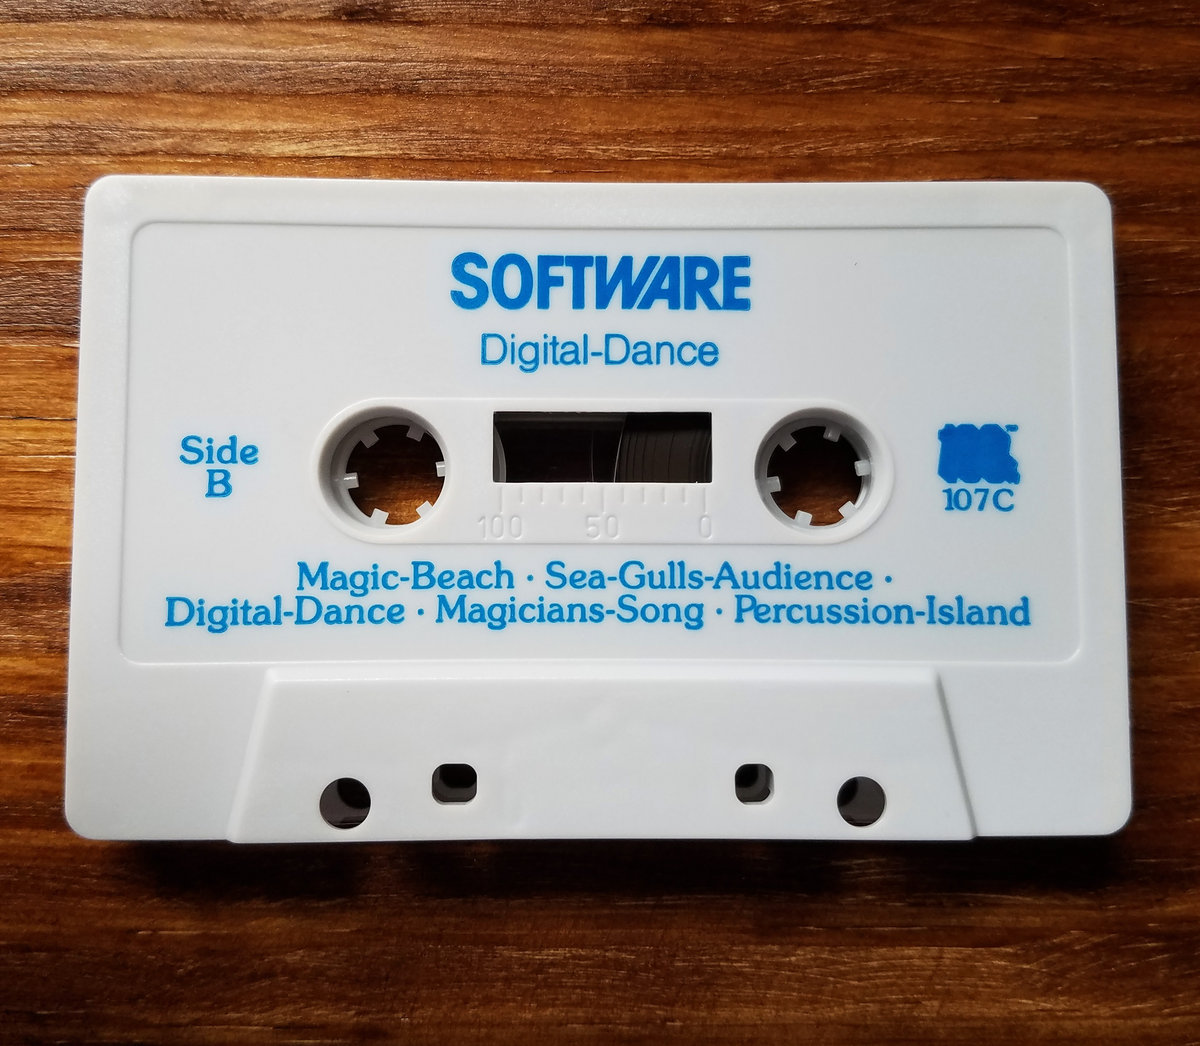 SOFTWARE
Digital-Dance
Side
B
107C
100 50 0
Magic-Beach · Sea-Gulls-Audience ·
Digital-Dance · Magicians-Song · Percussion-Island